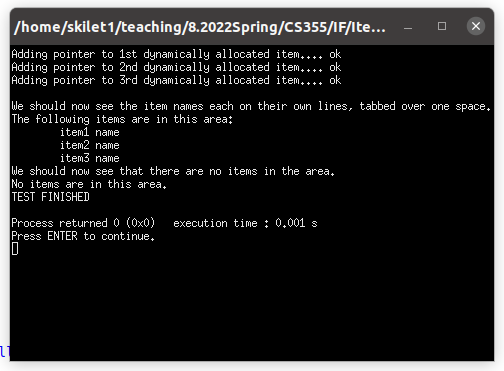 /home/skilet1/teaching/8.2022Spring/CS355/IF/Ite...
Adding pointer to 1st dynamically allocated item.... ok
Adding pointer to 2nd dynamically allocated item.... ok
Adding pointer to 3rd dynamically allocated item.... ok
We should now see the item names each on their own lines, tabbed over one space.
The following items are in this area:
item1 name
item2 name
item3 name
We should now see that there are no items in the area.
No items are in this area.
TEST FINISHED
Process returned 0 (0x0)   execution time : 0.001 s
Press ENTER to continue.